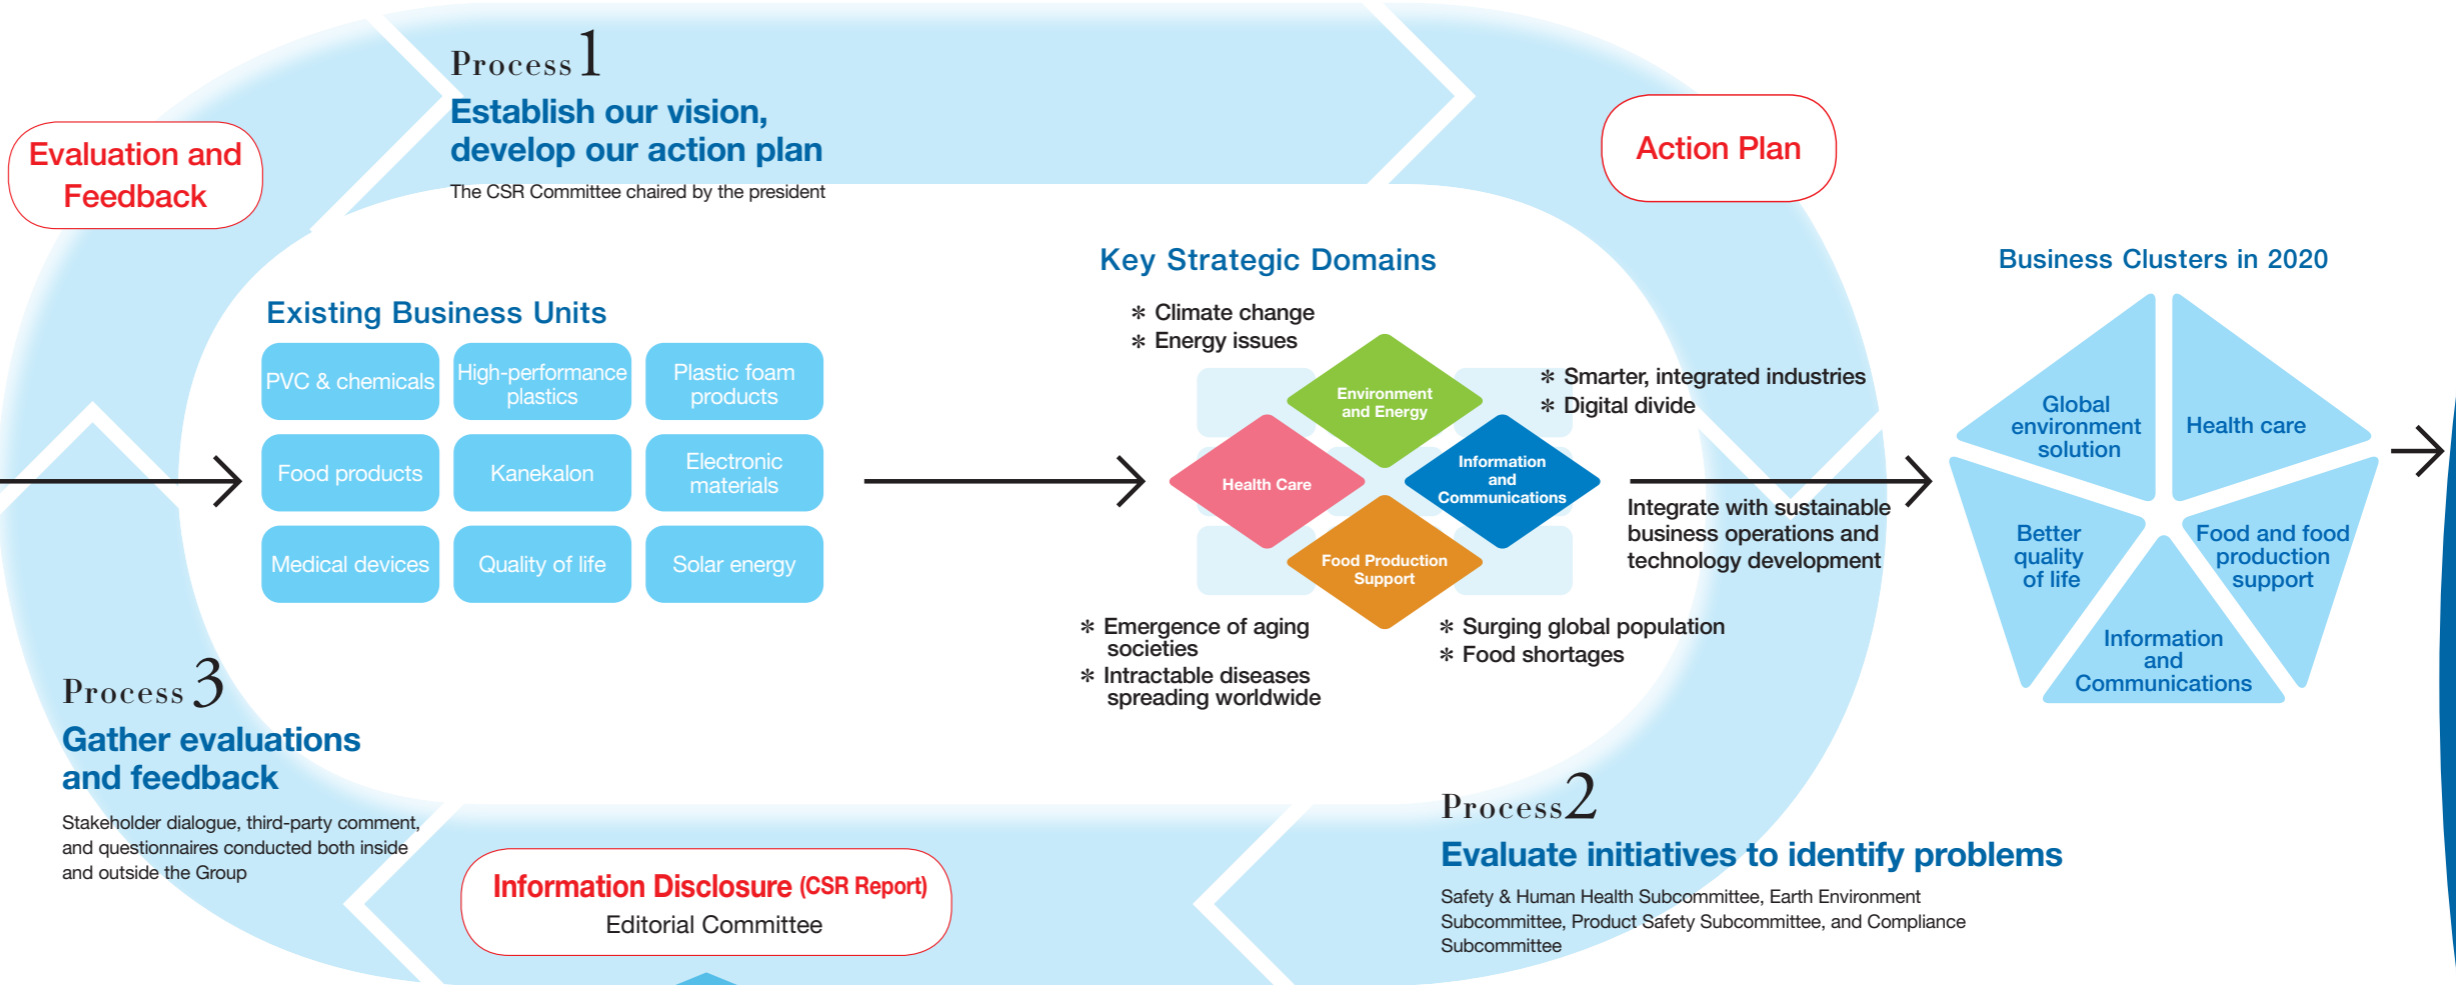 Process 1
Establish our vision,
develop our action plan
The CSR Committee chaired by the president
Evaluation and
Feedback
Action Plan
Existing Business Units
PVC & chemicals
High-performance
plastics
Plastic foam
products
Food products
Kanekalon
Electronic
materials
Medical devices
Quality of life
Solar energy
Key Strategic Domains
* Climate change
* Energy issues
* Smarter, integrated industries
* Digital divide
Environment
and Energy
Health Care
Information
and
Communications
Food Production
Support
* Emergence of aging
societies
* Intractable diseases
spreading worldwide
* Surging global population
* Food shortages
Integrate with sustainable
business operations and
technology development
Business Clusters in 2020
Global
environment
solution
Health care
Better
quality
of life
Food and food
production
support
Information
and
Communications
Process 3
Gather evaluations
and feedback
Stakeholder dialogue, third-party comment,
and questionnaires conducted both inside
and outside the Group
Information Disclosure (CSR Report)
Editorial Committee
Process 2
Evaluate initiatives to identify problems
Safety & Human Health Subcommittee, Earth Environment
Subcommittee, Product Safety Subcommittee, and Compliance
Subcommittee